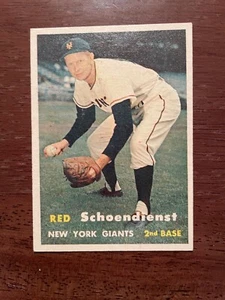 RED Schoendienst
NEW YORK GIANTS 2nd BASE